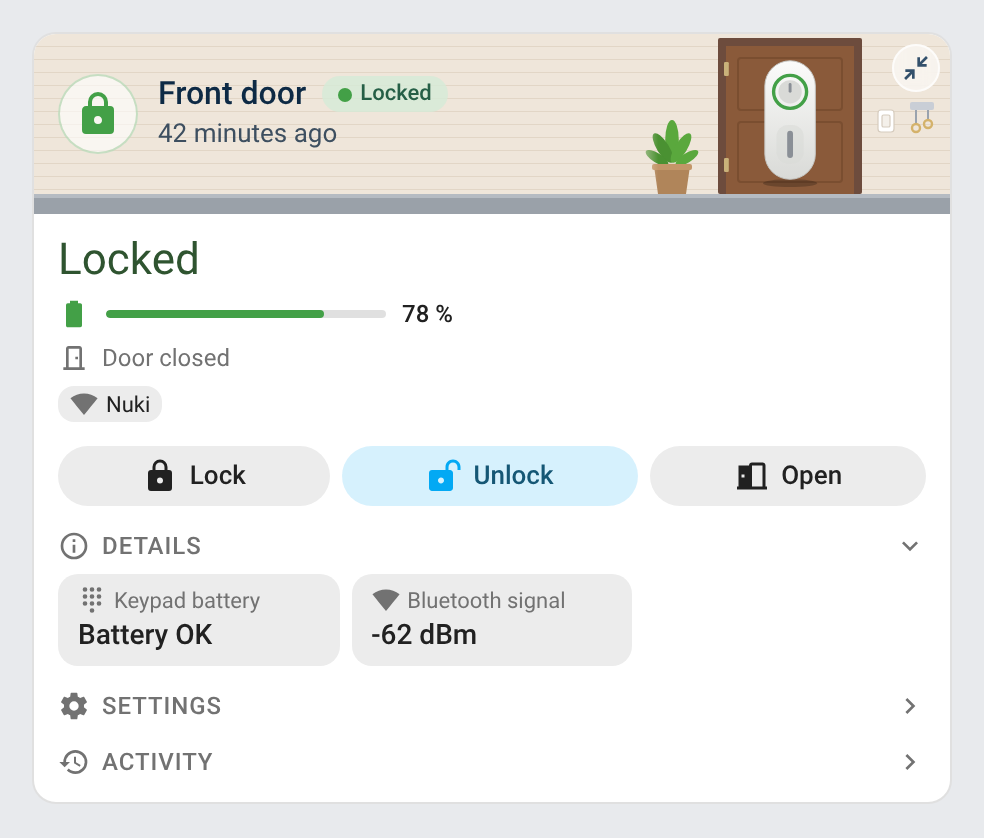 Front door
Locked
42 minutes ago
Locked
78 %
Door closed
Nuki
Lock
Unlock
Open
DETAILS
Keypad battery
Battery OK
Bluetooth signal
-62 dBm
SETTINGS
ACTIVITY